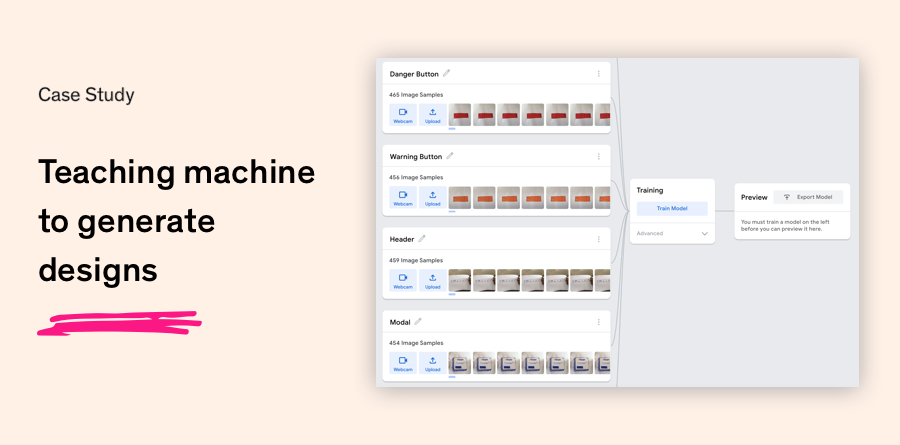 Case Study
Teaching machine
to generate
designs
Danger Button
465 Image Samples
Webcam
Upload
Warning Button
456 Image Samples
Webcam
Upload
Header
459 Image Samples
Webcam
Upload
Modal
454 Image Samples
Webcam
Upload
Training
Train Model
Advanced
Preview
Export Model
You must train a model on the left
before you can preview it here.